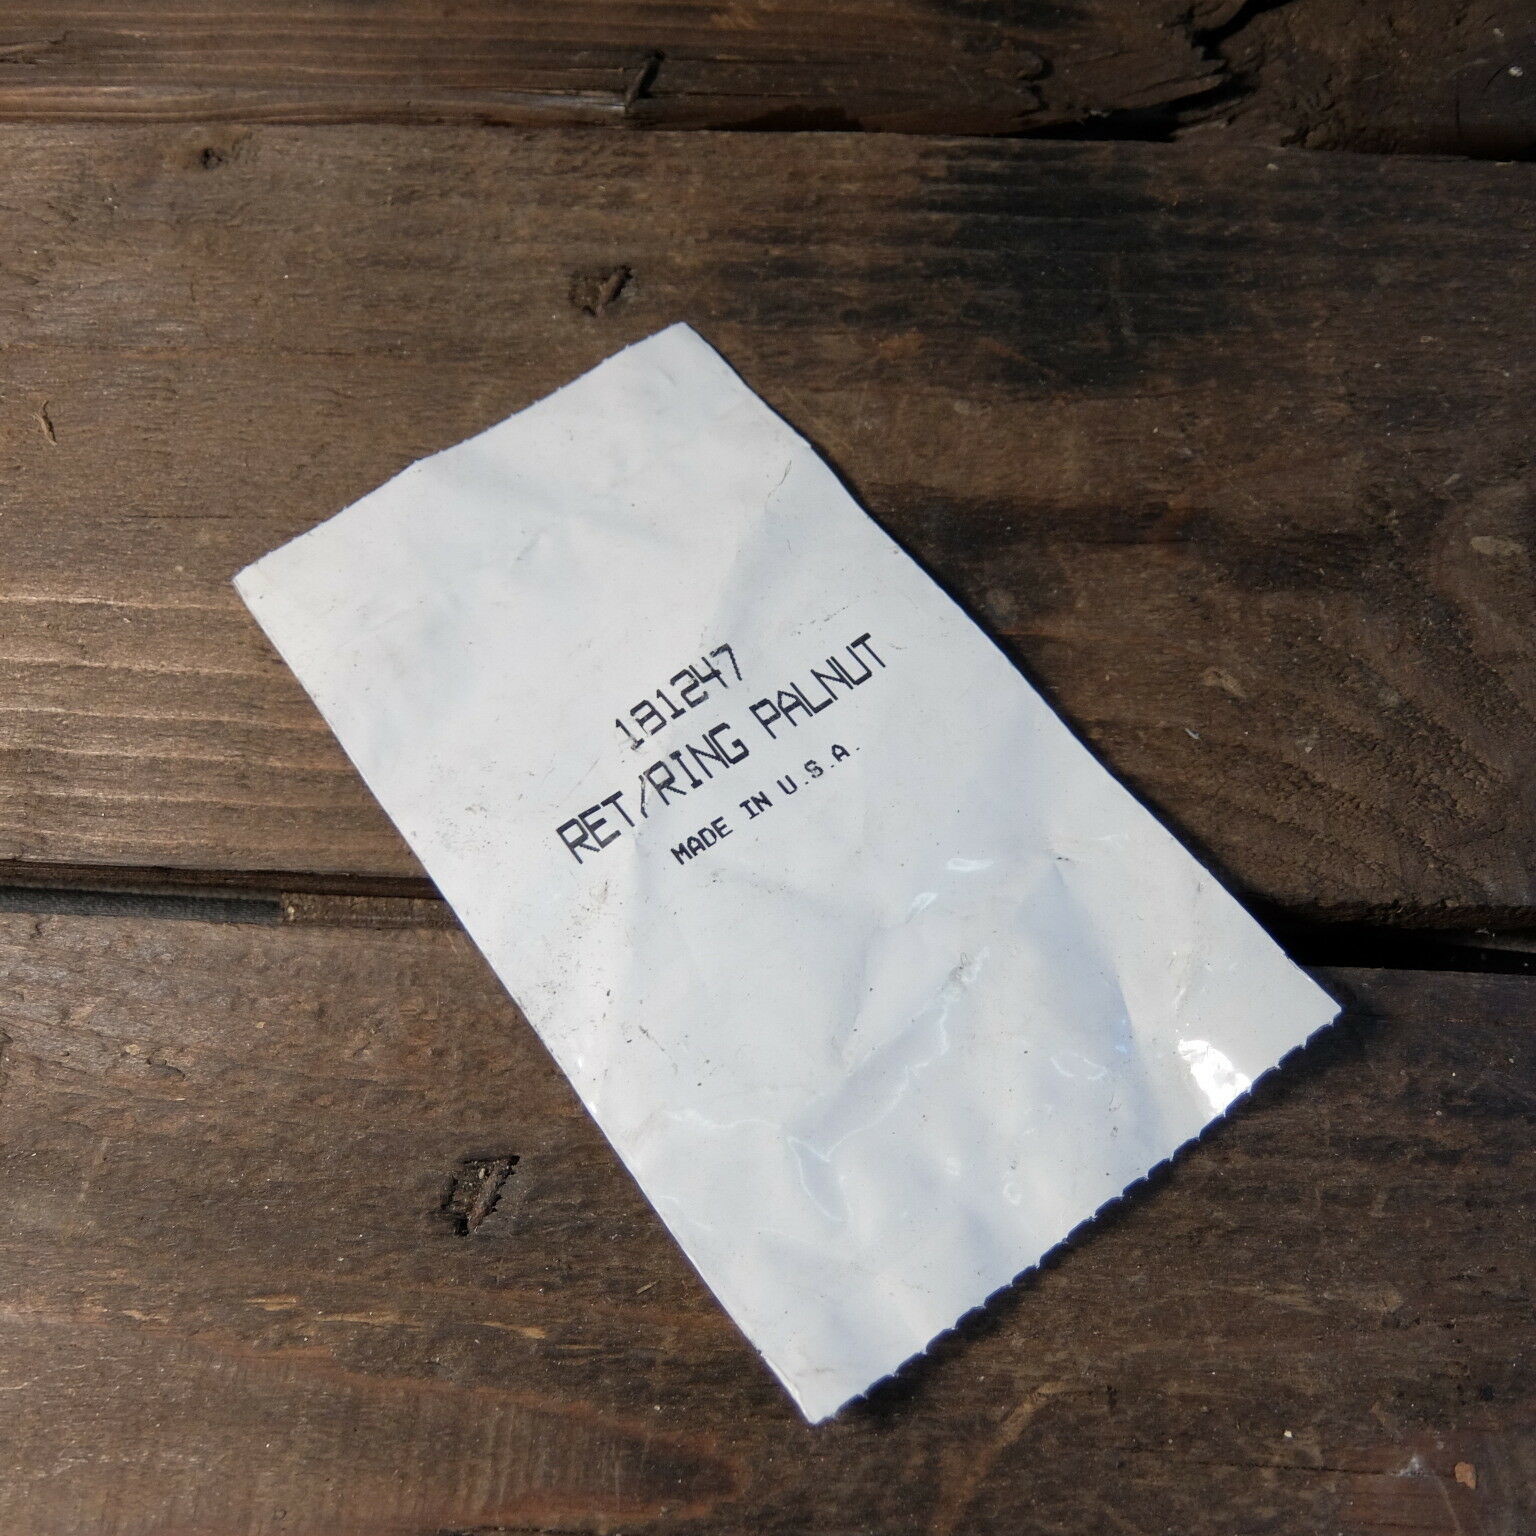 131247
RET/RING PALNUT
MADE IN U.S.A.